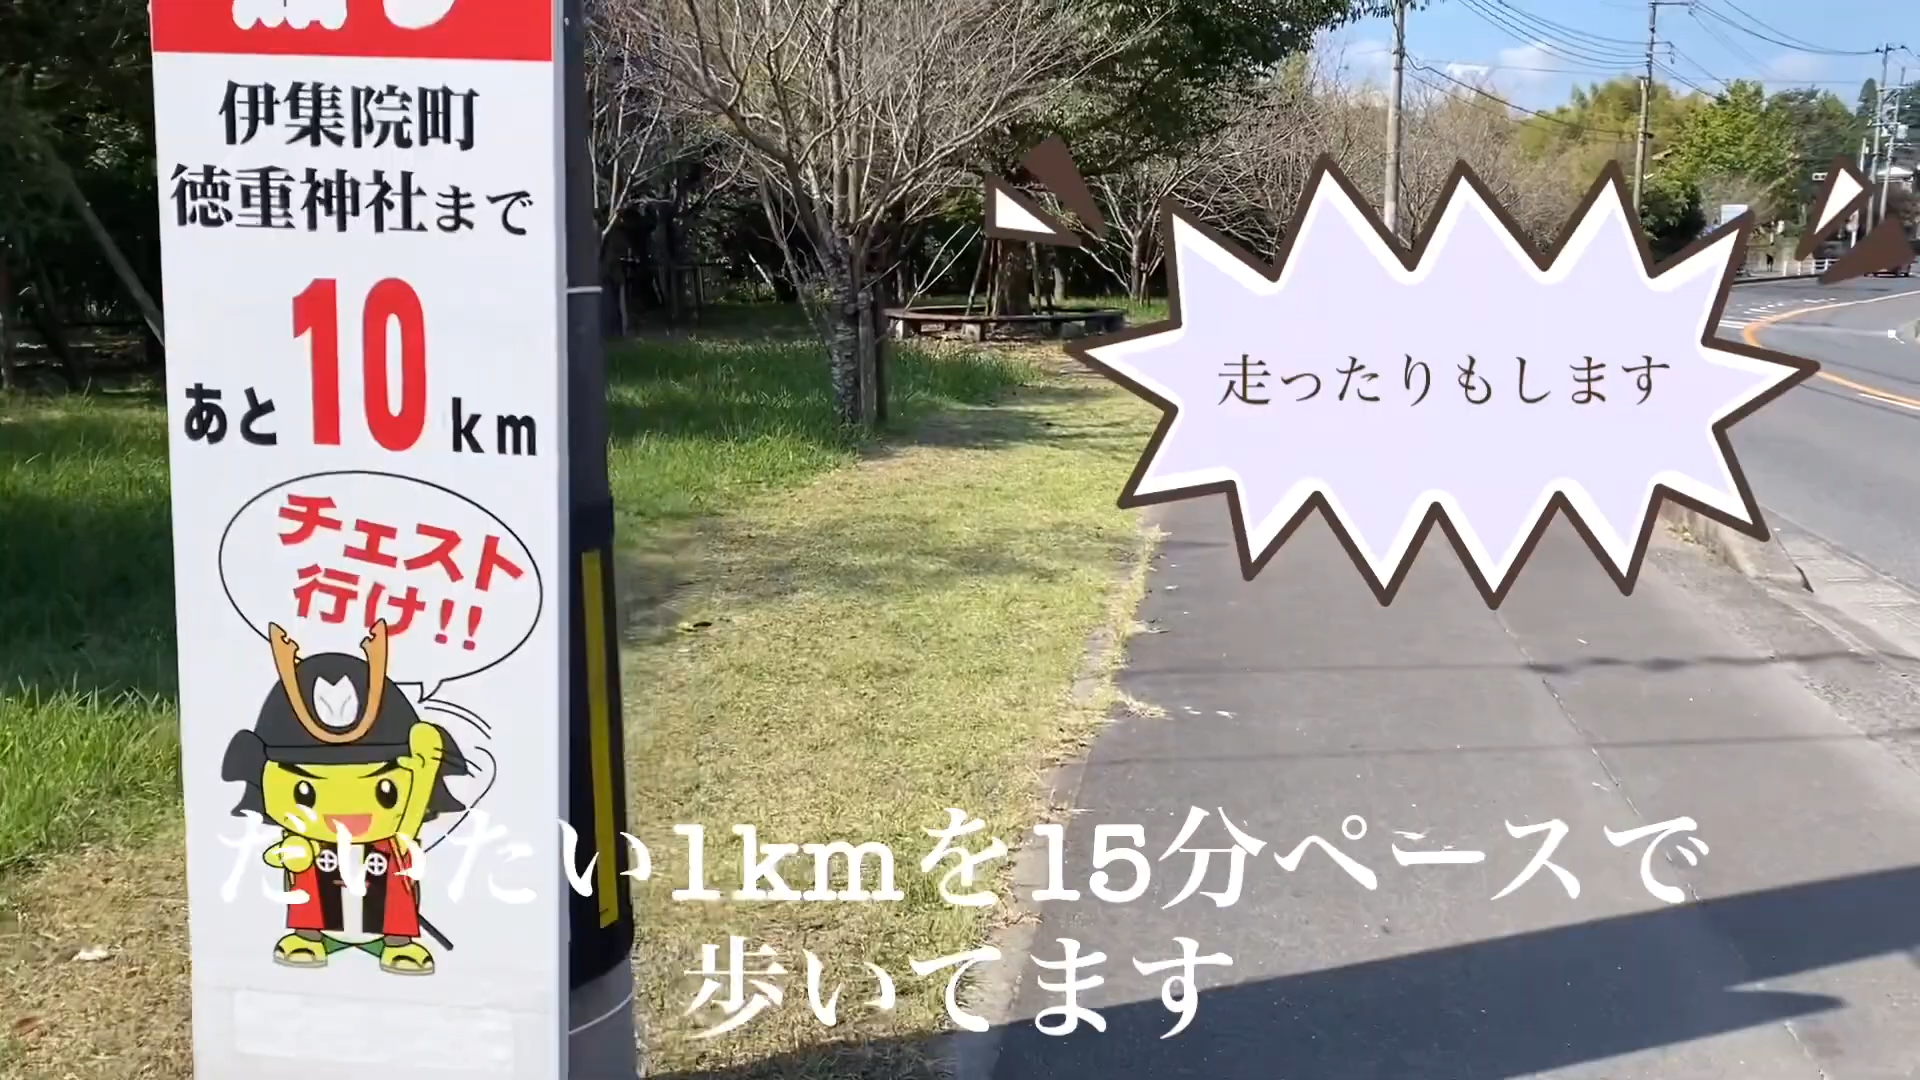 伊集院町
徳重神社まで
あと10km
チェスト
行け!!
走ったりもします
だいたい1kmを15分ペースで
歩いてます